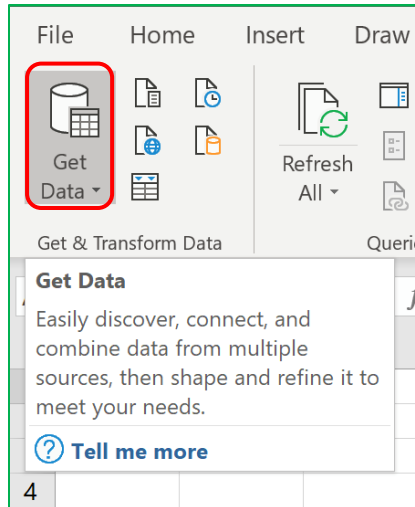 File Home Insert Draw
Get
Data
Refresh
All
Get & Transform Data Queri
Get Data
Easily discover, connect, and
combine data from multiple
sources, then shape and refine it to
meet your needs.
? Tell me more
4